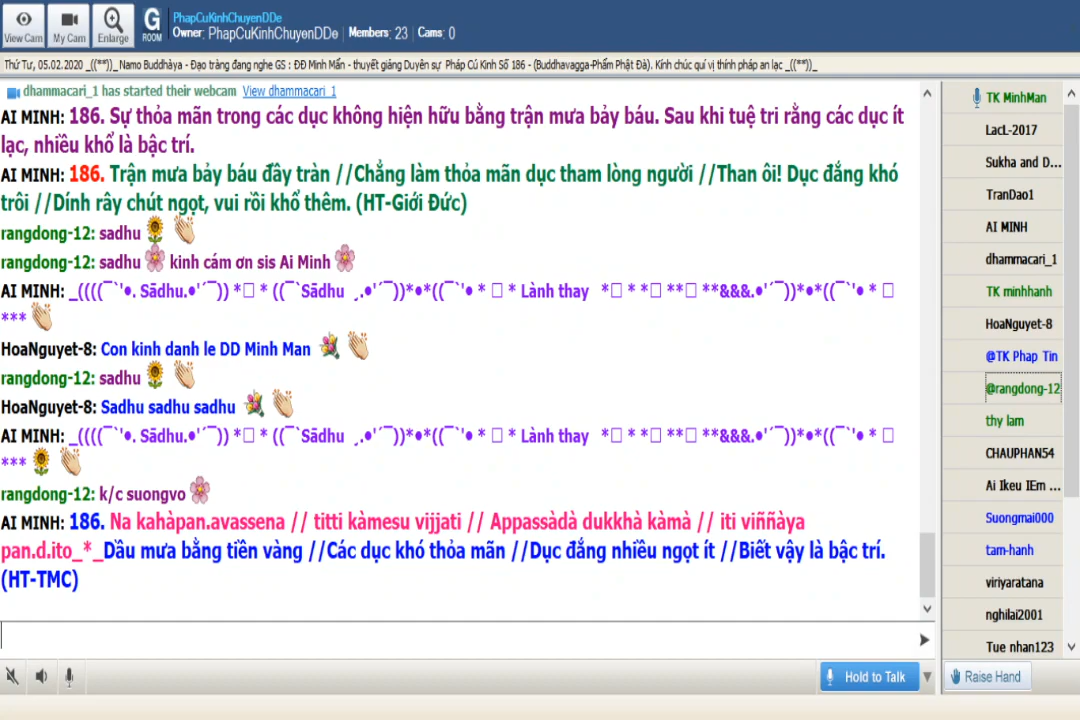 PhapCuKinhChuyenDDe
Owner: PhapCuKinhChuyenDDe | Members: 23 | Cams: 0
View Cam
My Cam
Enlarge
G
ROOM
Thứ Tư, 05.02.2020 _((**))_ Namo Buddhàya - Đạo tràng đang nghe GS : ĐĐ Minh Mẫn - thuyết giảng Duyên sự Pháp Cú Kinh Số 186 - (Buddhavagga-Phẩm Phật Đà). Kính chúc quí vị thính pháp an lạc _((**))_
dhammacari_1 has started their webcam View dhammacari_1
AI MINH: 186. Sự thỏa mãn trong các dục không hiện hữu bằng trận mưa bảy báu. Sau khi tuệ tri rằng các dục ít
lạc, nhiều khổ là bậc trí.
AI MINH: 186. Trận mưa bảy báu đầy tràn //Chẳng làm thỏa mãn dục tham lòng người //Than ôi! Dục đắng khó
trôi //Dính rây chút ngọt, vui rồi khổ thêm. (HT-Giới Đức)
rangdong-12: sadhu
rangdong-12: sadhu kinh cám ơn sis Ai Minh
AI MINH: _((((¯`'•. Sādhu.•'´¯)) *□ * ((¯`Sādhu ¸.•'´¯))*•*((¯`'• * □ * Lành thay *□ * *□ **□ **&&&.•'´¯))*•*((¯`'• * □
***
HoaNguyet-8: Con kinh danh le DD Minh Man
rangdong-12: sadhu
HoaNguyet-8: Sadhu sadhu sadhu
AI MINH: _((((¯`'•. Sādhu.•'´¯)) *□ * ((¯`Sādhu ¸.•'´¯))*•*((¯`'• * □ * Lành thay *□ * *□ **□ **&&&.•'´¯))*•*((¯`'• * □
***
rangdong-12: k/c suongvo
AI MINH: 186. Na kahàpan.avassena // titti kàmesu vijjati // Appassàdà dukkhà kàmà // iti viññàya
pan.d.ito_*_Dầu mưa bằng tiền vàng //Các dục khó thỏa mãn //Dục đắng nhiều ngọt ít //Biết vậy là bậc trí.
(HT-TMC)
Hold to Talk
TK MinhMan
LacL-2017
Sukha and D...
TranDao1
AI MINH
dhammacari_1
TK minhhanh
HoaNguyet-8
@TK Phap Tin
@rangdong-12
thy lam
CHAUPHAN54
Ai Ikeu IEm ...
Suongmai000
tam-hanh
viriyaratana
nghilai2001
Tue nhan123
Raise Hand